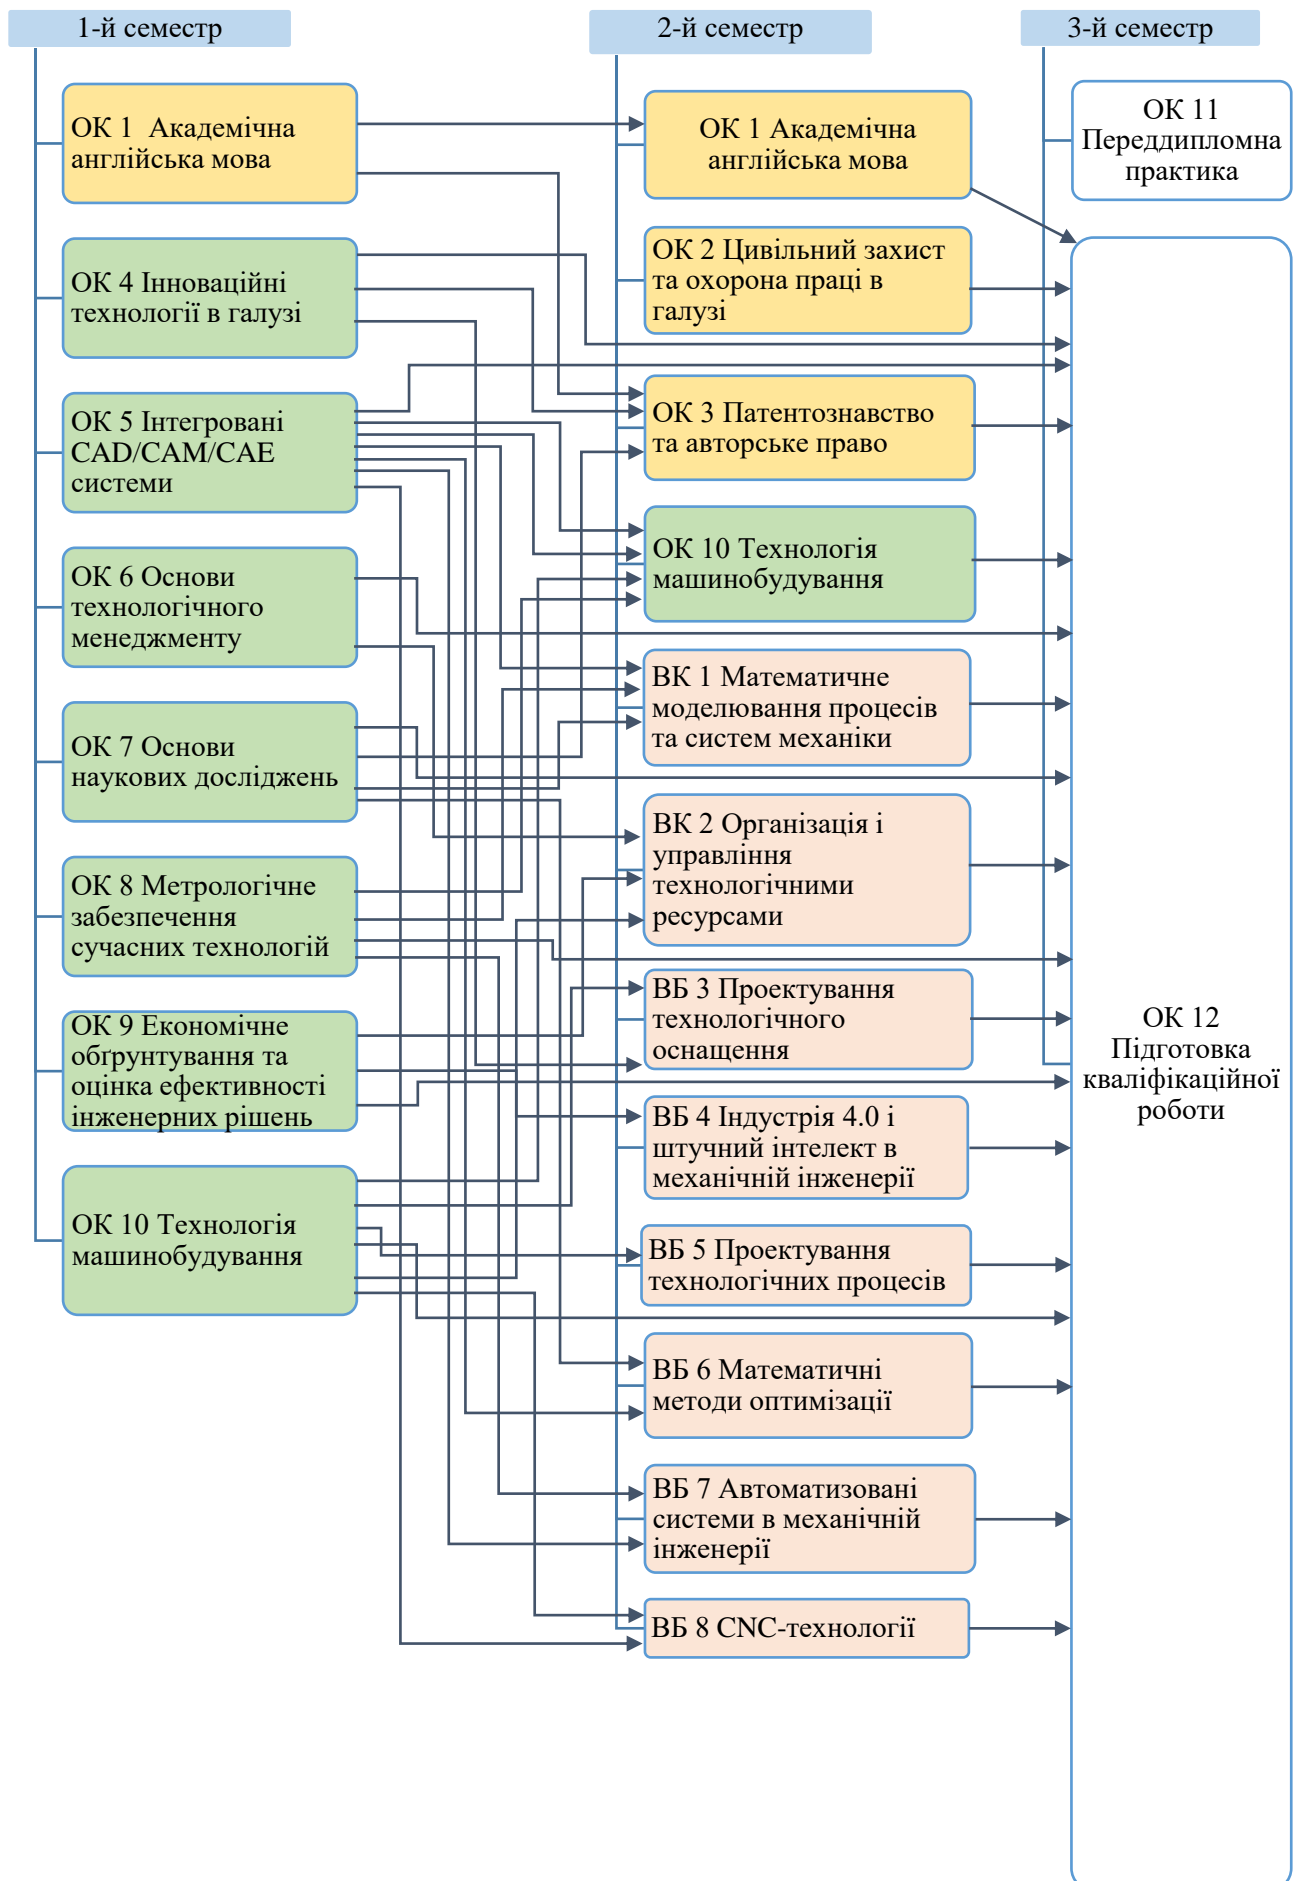 1-й семестр
2-й семестр
3-й семестр
ОК 1 Академічна
англійська мова
ОК 4 Інноваційні
технології в галузі
ОК 5 Інтегровані
CAD/CAM/CAE
системи
ОК 6 Основи
технологічного
менеджменту
ОК 7 Основи
наукових досліджень
ОК 8 Метрологічне
забезпечення
сучасних технологій
ОК 9 Економічне
обґрунтування та
оцінка ефективності
інженерних рішень
ОК 10 Технологія
машинобудування
ОК 1 Академічна
англійська мова
ОК 2 Цивільний захист
та охорона праці в
галузі
ОК 3 Патентознавство
та авторське право
ОК 10 Технологія
машинобудування
ВК 1 Математичне
моделювання процесів
та систем механіки
ВК 2 Організація і
управління
технологічними
ресурсами
ВБ 3 Проектування
технологічного
оснащення
ВБ 4 Індустрія 4.0 і
штучний інтелект в
механічній інженерії
ВБ 5 Проектування
технологічних процесів
ВБ 6 Математичні
методи оптимізації
ВБ 7 Автоматизовані
системи в механічній
інженерії
ВБ 8 CNC-технології
ОК 11
Переддипломна
практика
ОК 12
Підготовка
кваліфікаційної
роботи